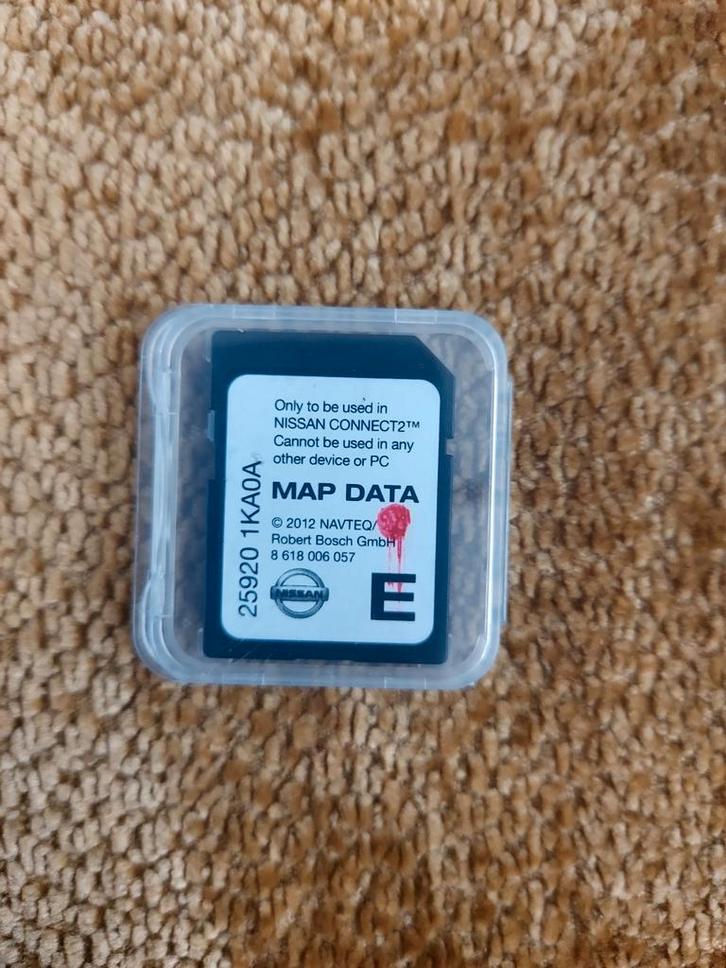 Only to be used in
NISSAN CONNECT2™
Cannot be used in any
other device or PC
MAP DATA
© 2012 NAVTEQ/
Robert Bosch GmbH
8 618 006 057
NISSAN
E
25920 1KA0A